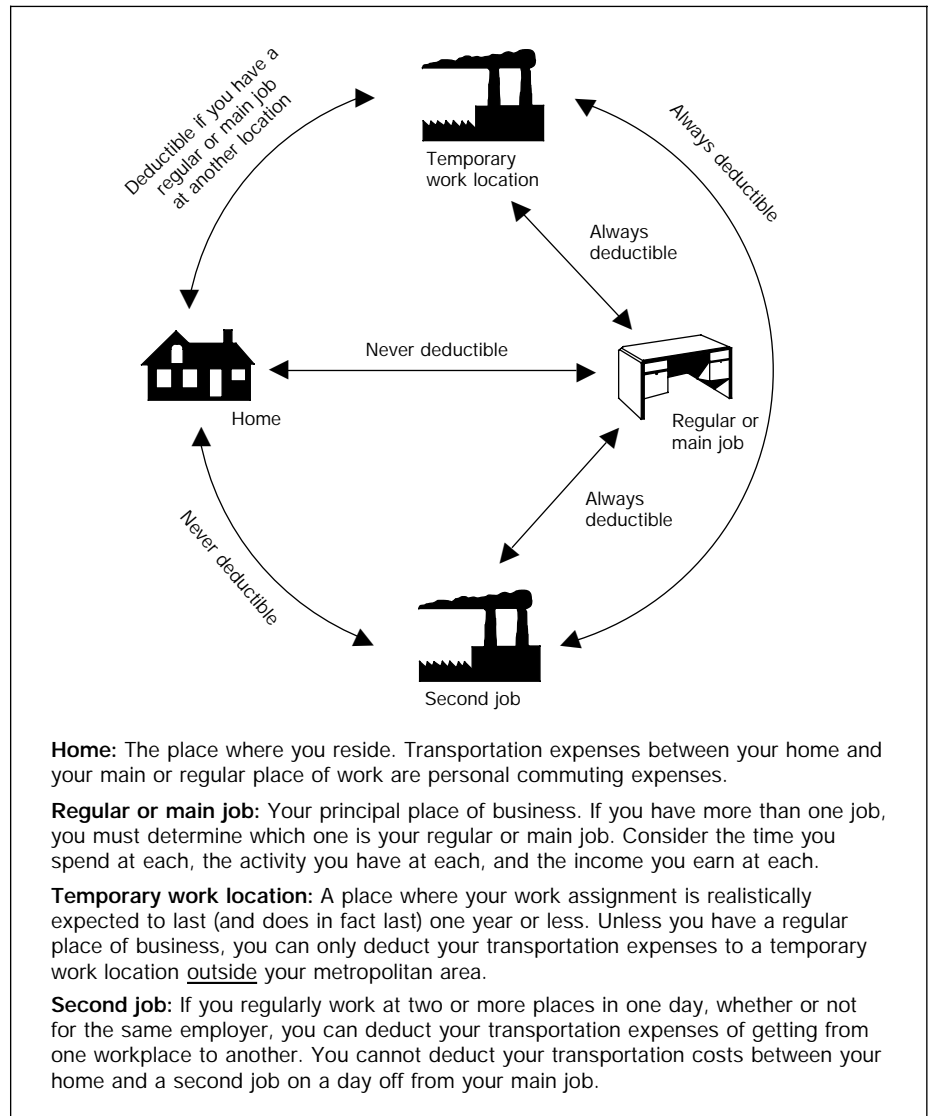 Deductible if you have a
regular or main job
at another location
Temporary
work location
Always deductible
Always
deductible
Never deductible
Home
Regular or
main job
Always
deductible
Never deductible
Second job
Home: The place where you reside. Transportation expenses between your home and
your main or regular place of work are personal commuting expenses.
Regular or main job: Your principal place of business. If you have more than one job,
you must determine which one is your regular or main job. Consider the time you
spend at each, the activity you have at each, and the income you earn at each.
Temporary work location: A place where your work assignment is realistically
expected to last (and does in fact last) one year or less. Unless you have a regular
place of business, you can only deduct your transportation expenses to a temporary
work location outside your metropolitan area.
Second job: If you regularly work at two or more places in one day, whether or not
for the same employer, you can deduct your transportation expenses of getting from
one workplace to another. You cannot deduct your transportation costs between your
home and a second job on a day off from your main job.